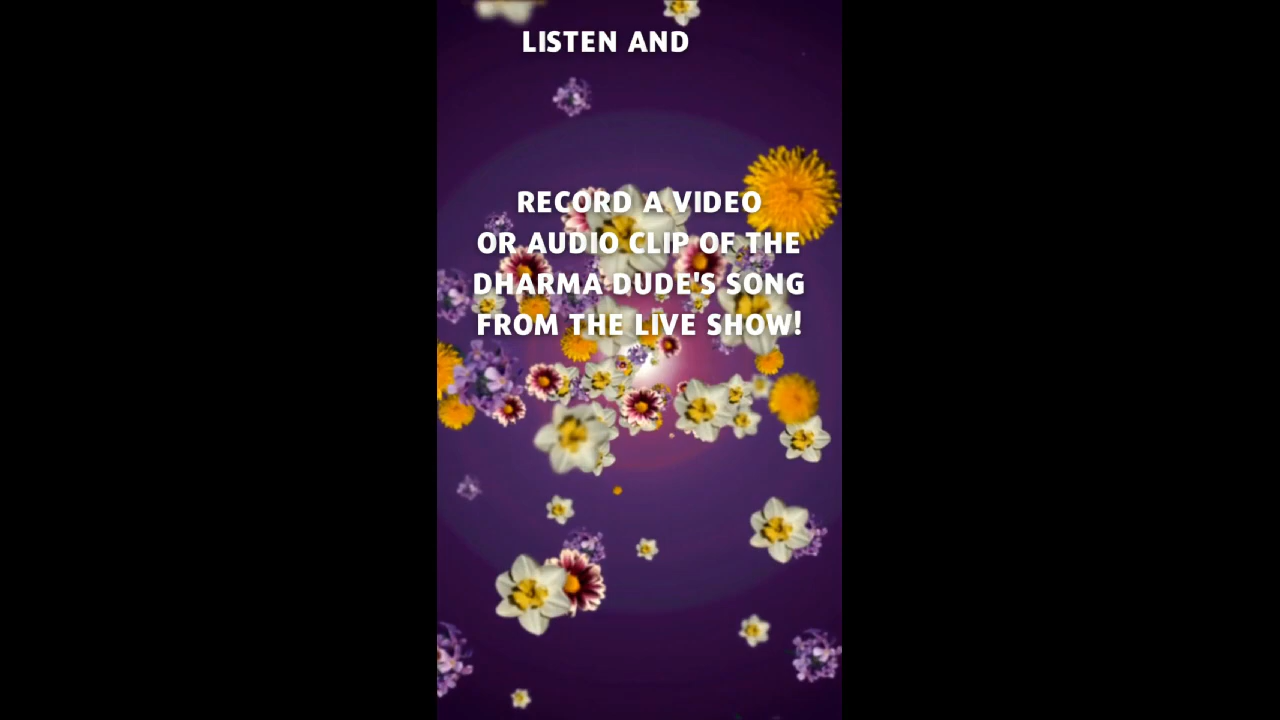 LISTEN AND
RECORD A VIDEO
OR AUDIO CLIP OF THE
DHARMA DUDE'S SONG
FROM THE LIVE SHOW!